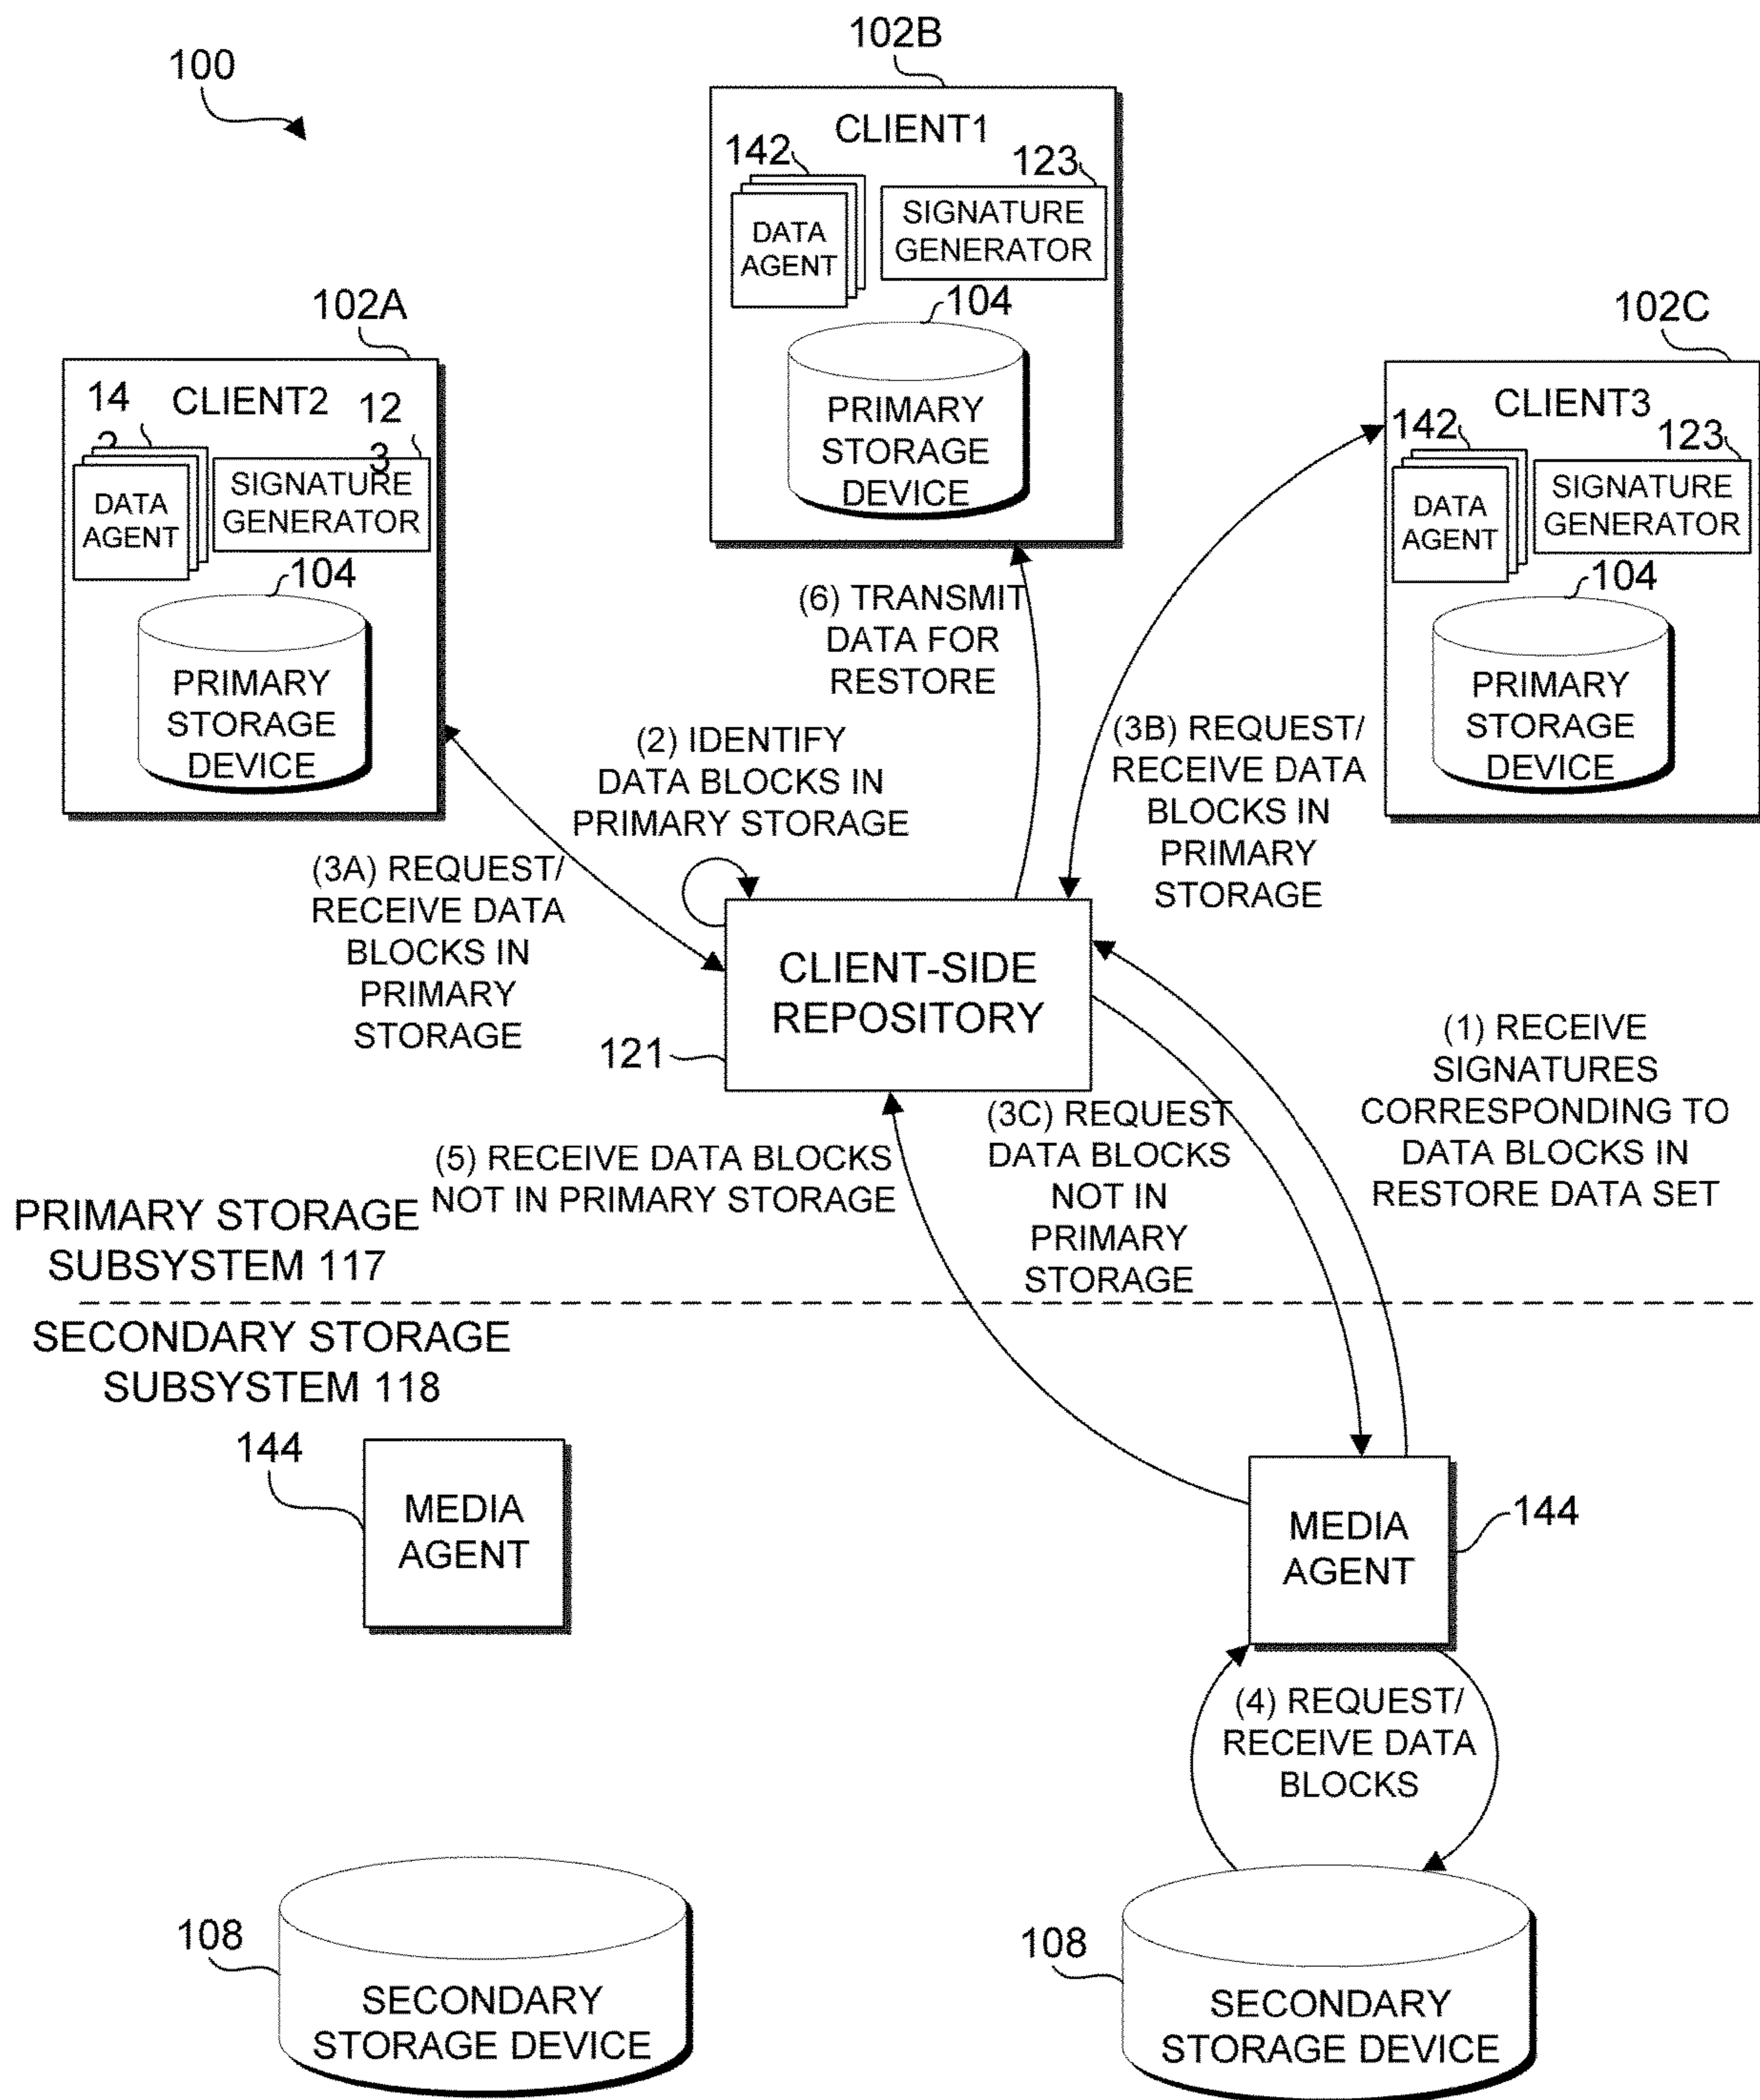 100
102B
CLIENT1
142
123
DATA
AGENT
SIGNATURE
GENERATOR
104
PRIMARY
STORAGE
DEVICE
102A
CLIENT2
14
2
12
3
DATA
AGENT
SIGNATURE
GENERATOR
104
PRIMARY
STORAGE
DEVICE
102C
CLIENT3
142
123
DATA
AGENT
SIGNATURE
GENERATOR
104
PRIMARY
STORAGE
DEVICE
(6) TRANSMIT
DATA FOR
RESTORE
(2) IDENTIFY
DATA BLOCKS IN
PRIMARY STORAGE
(3B) REQUEST/
RECEIVE DATA
BLOCKS IN
PRIMARY
STORAGE
(3A) REQUEST/
RECEIVE DATA
BLOCKS IN
PRIMARY
STORAGE
CLIENT-SIDE
REPOSITORY
121
(1) RECEIVE
SIGNATURES
CORRESPONDING TO
DATA BLOCKS IN
RESTORE DATA SET
(3C) REQUEST
DATA BLOCKS
NOT IN
PRIMARY
STORAGE
(5) RECEIVE DATA BLOCKS
NOT IN PRIMARY STORAGE
PRIMARY STORAGE
SUBSYSTEM 117
SECONDARY STORAGE
SUBSYSTEM 118
144
MEDIA
AGENT
MEDIA
AGENT
144
(4) REQUEST/
RECEIVE DATA
BLOCKS
108
SECONDARY
STORAGE DEVICE
108
SECONDARY
STORAGE DEVICE